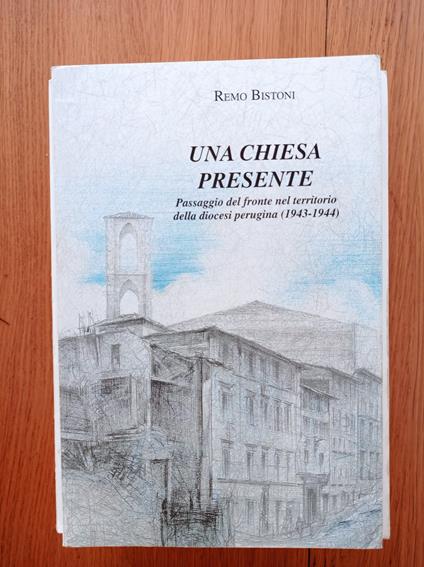 REMO BISTONI
UNA CHIESA
PRESENTE
Passaggio del fronte nel territorio
della diocesi perugina (1943-1944)